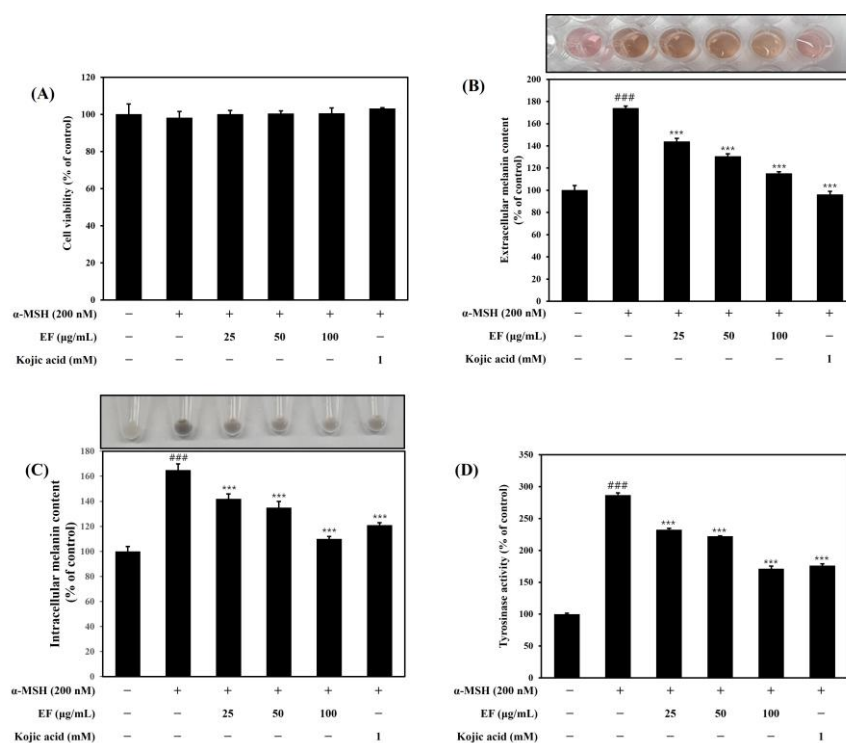 (A)
Cell viability (% of control)
120
100
80
60
40
20
0
α-MSH (200 nM) − + + + + +
EF (μg/mL) − − 25 50 100 −
Kojic acid (mM) − − − − − 1
(B)
Extracellular melanin content
(% of control)
200
180
160
140
120
100
80
60
40
20
0
###
***
***
***
***
α-MSH (200 nM) − + + + + +
EF (μg/mL) − − 25 50 100 −
Kojic acid (mM) − − − − − 1
(C)
Intracellular melanin content
(% of control)
180
160
140
120
100
80
60
40
20
0
###
***
***
***
***
α-MSH (200 nM) − + + + + +
EF (μg/mL) − − 25 50 100 −
Kojic acid (mM) − − − − − 1
(D)
Tyrosinase activity (% of control)
350
300
250
200
150
100
50
0
###
***
***
***
***
α-MSH (200 nM) − + + + + +
EF (μg/mL) − − 25 50 100 −
Kojic acid (mM) − − − − − 1